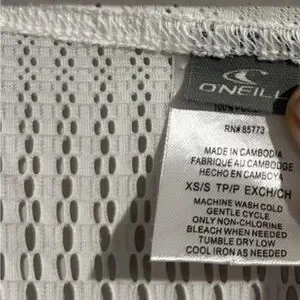 O'NEILL
100%
RN# 85773
MADE IN CAMBODIA
FABRIQUE AU CAMBODGE
HECHO EN CAMBOYA
XS/S TP/P EXCH/CH
MACHINE WASH COLD
GENTLE CYCLE
ONLY NON-CHLORINE
BLEACH WHEN NEEDED
TUMBLE DRY LOW
COOL IRON AS NEEDED